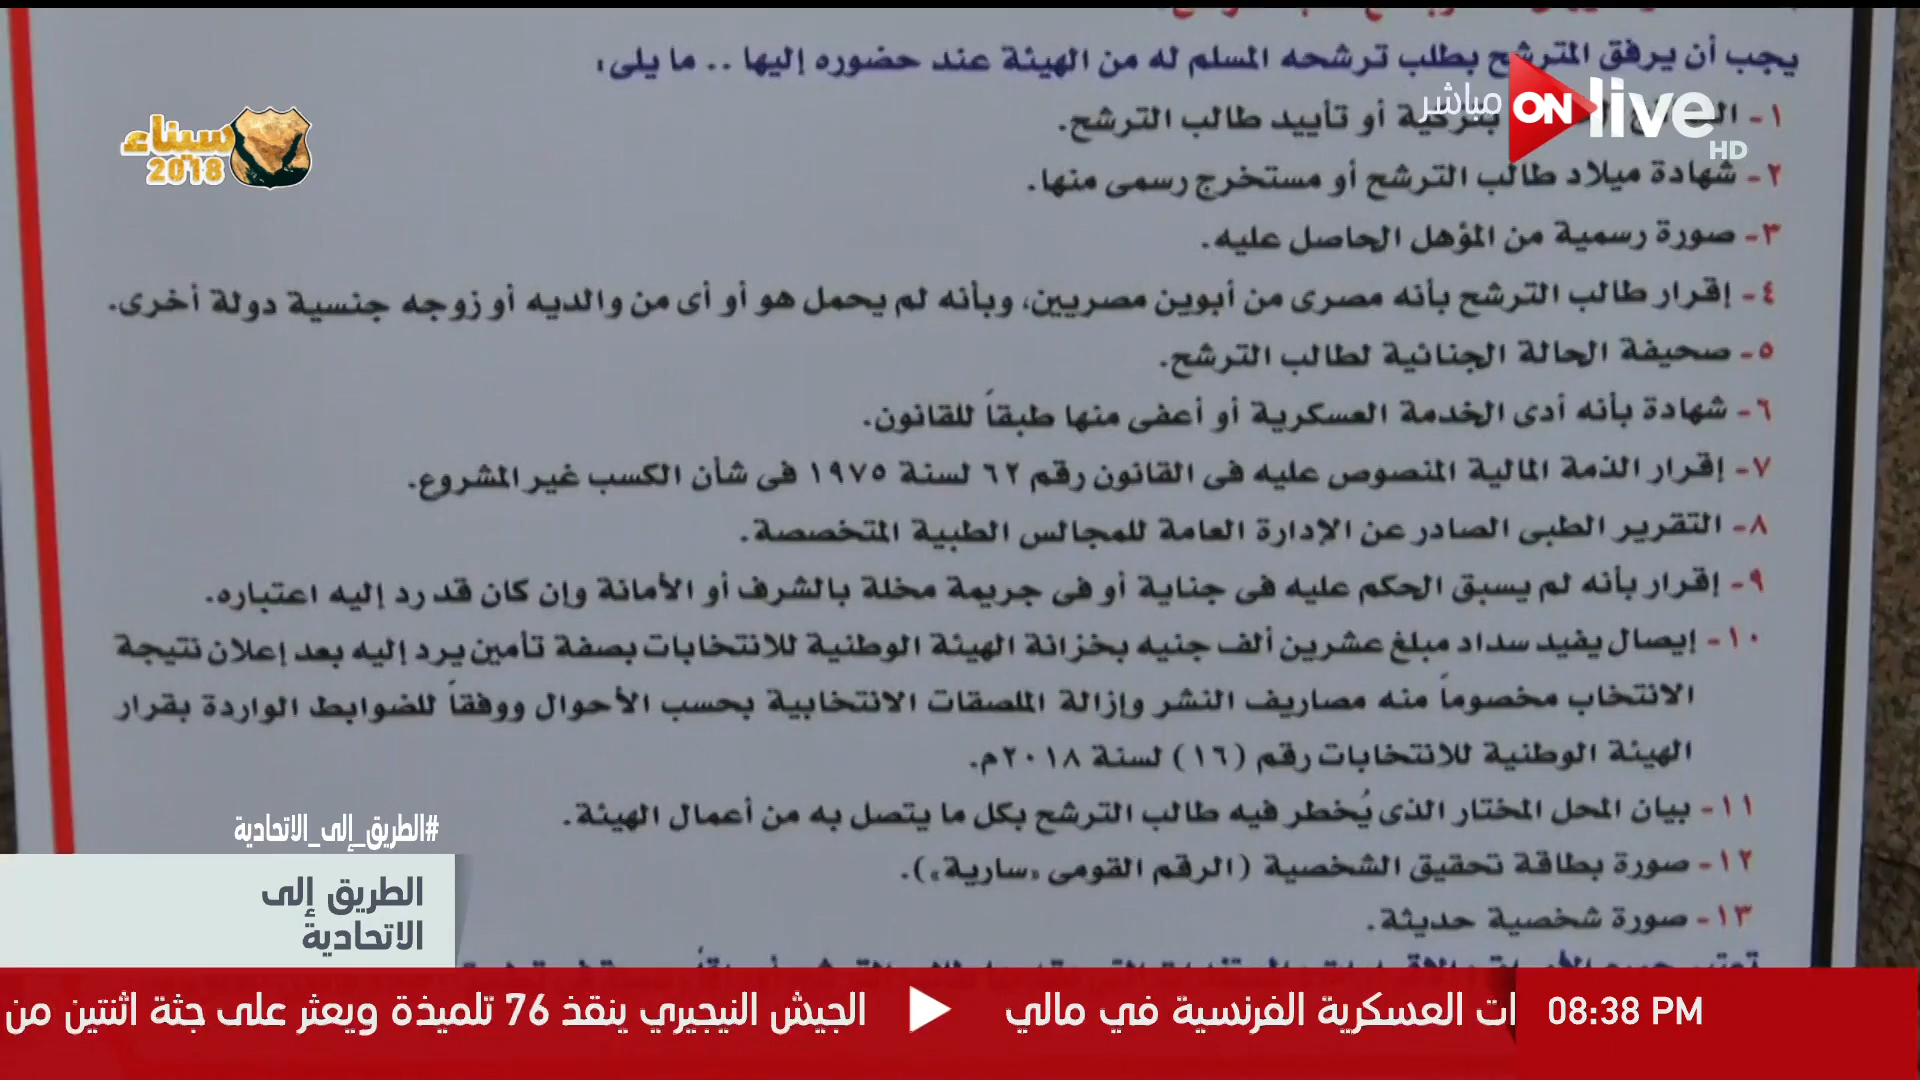 يجب أن يرفق المترشح بطلب ترشحه المسلم له من الهيئة عند حضوره إليها .. ما يلى:
١- بتزكية أو تأييد طالب الترشح.
٢- شهادة ميلاد طالب الترشح أو مستخرج رسمى منها.
٣- صورة رسمية من المؤهل الحاصل عليه.
٤- إقرار طالب الترشح بأنه مصرى من أبوين مصريين، وبأنه لم يحمل هو أو أى من والديه أو زوجه جنسية دولة أخرى.
٥- صحيفة الحالة الجنائية لطالب الترشح.
٦- شهادة بأنه أدى الخدمة العسكرية أو أعفى منها طبقاً للقانون.
٧- إقرار الذمة المالية المنصوص عليه فى القانون رقم ٦٢ لسنة ١٩٧٥ فى شأن الكسب غير المشروع.
٨- التقرير الطبى الصادر عن الإدارة العامة للمجالس الطبية المتخصصة.
٩- إقرار بأنه لم يسبق الحكم عليه فى جناية أو فى جريمة مخلة بالشرف أو الأمانة وإن كان قد رد إليه اعتباره.
١٠- إيصال يفيد سداد مبلغ عشرين ألف جنيه بخزانة الهيئة الوطنية للانتخابات بصفة تأمين يرد إليه بعد إعلان نتيجة
الانتخاب مخصوماً منه مصاريف النشر وإزالة الملصقات الانتخابية بحسب الأحوال ووفقاً للضوابط الواردة بقرار
الهيئة الوطنية للانتخابات رقم (١٦) لسنة ٢٠١٨م.
١١- بيان المحل المختار الذى يُخطر فيه طالب الترشح بكل ما يتصل به من أعمال الهيئة.
١٢- صورة بطاقة تحقيق الشخصية (الرقم القومى «سارية»).
١٣- صورة شخصية حديثة.
مباشر ON live
HD
سيناء
2018
#الطريق_إلى_الاتحادية
الطريق إلى
الاتحادية
ات العسكرية الفرنسية في مالي
الجيش النيجيري ينقذ 76 تلميذة ويعثر على جثة اثنتين من
08:38 PM